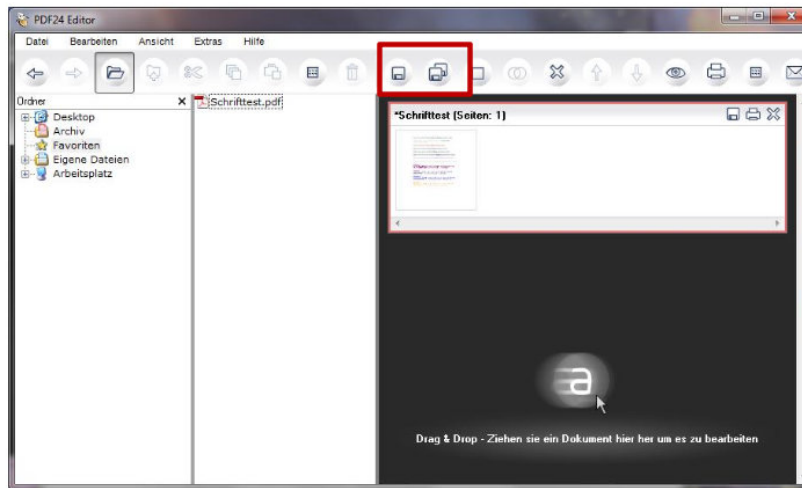 PDF24 Editor
Datei Bearbeiten Ansicht Extras Hilfe
Ordner
Desktop
Archiv
Favoriten
Eigene Dateien
Arbeitsplatz
Schrifttest.pdf
*Schrifttest (Seiten: 1)
a
Drag & Drop - Ziehen sie ein Dokument hier her um es zu bearbeiten